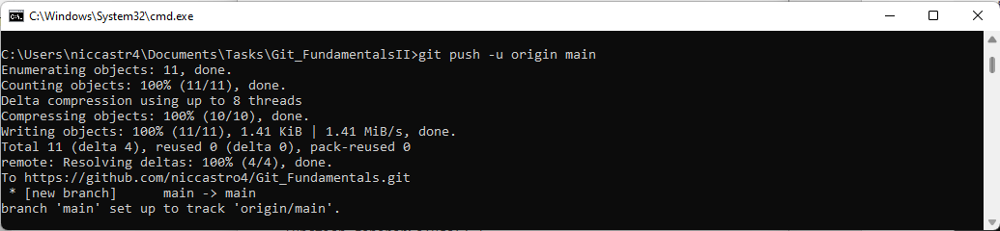 C:\Windows\System32\cmd.exe
C:\Users\niccastr4\Documents\Tasks\Git_FundamentalsII>git push -u origin main
Enumerating objects: 11, done.
Counting objects: 100% (11/11), done.
Delta compression using up to 8 threads
Compressing objects: 100% (10/10), done.
Writing objects: 100% (11/11), 1.41 KiB | 1.41 MiB/s, done.
Total 11 (delta 4), reused 0 (delta 0), pack-reused 0
remote: Resolving deltas: 100% (4/4), done.
To https://github.com/niccastro4/Git_Fundamentals.git
 * [new branch]      main -> main
branch 'main' set up to track 'origin/main'.